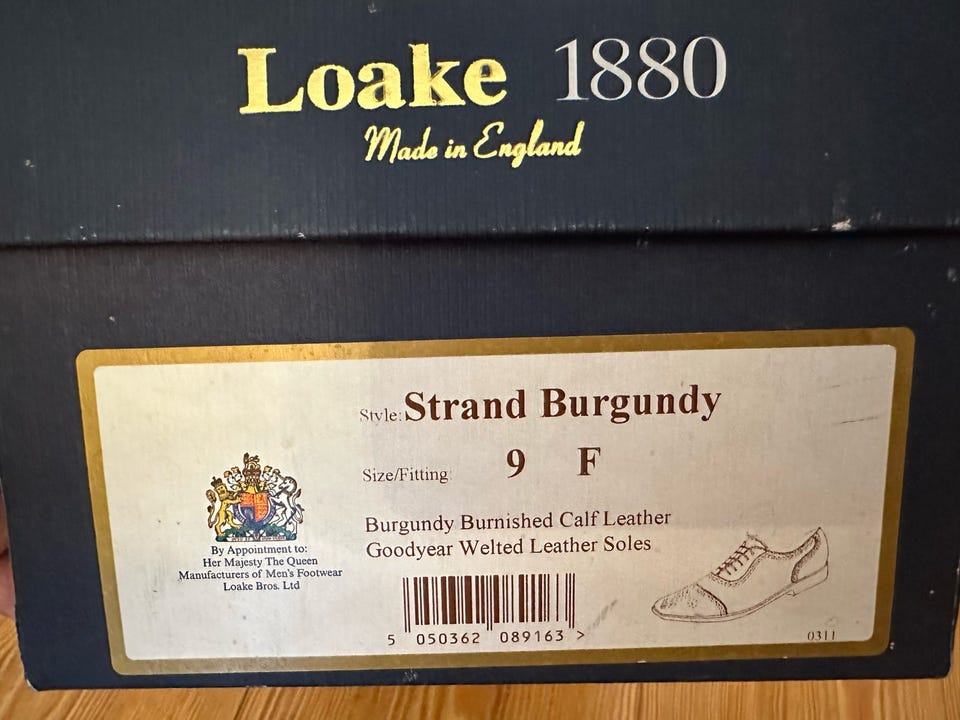 Loake 1880
Made in England
Style: Strand Burgundy
Size/Fitting: 9 F
Burgundy Burnished Calf Leather
Goodyear Welted Leather Soles
By Appointment to:
Her Majesty The Queen
Manufacturers of Men's Footwear
Loake Bros. Ltd
5 050362 089163 >
0311